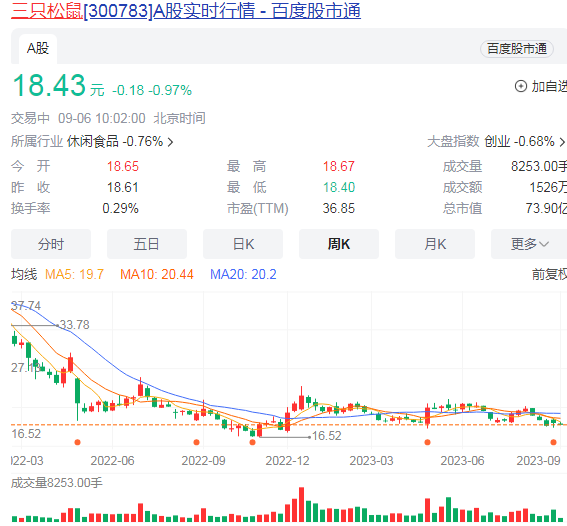 三只松鼠[300783]A股实时行情 - 百度股市通
A股
百度股市通
18.43元 -0.18 -0.97%
加自选
交易中 09-06 10:02:00 北京时间
所属行业 休闲食品 -0.76%
大盘指数 创业 -0.68%
今 开 18.65 最 高 18.67 成交量 8253.00手
昨 收 18.61 最 低 18.40 成交额 1526万
换手率 0.29% 市盈(TTM) 36.85 总市值 73.90亿
分时 五日 日K 周K 月K 更多
均线 MA5: 19.7 MA10: 20.44 MA20: 20.2 前复权
37.74
33.78
27.13
16.52
16.52
2022-03 2022-06 2022-09 2022-12 2023-03 2023-06 2023-09
成交量8253.00手